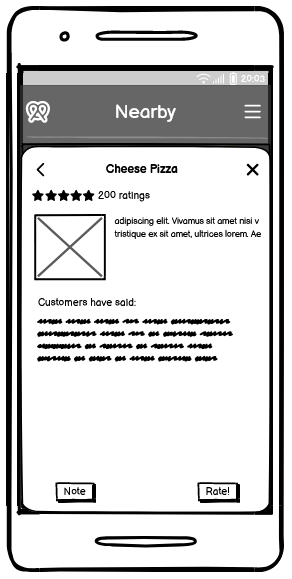 20:03
Nearby
Cheese Pizza
200 ratings
adipiscing elit. Vivamus sit amet nisi v
tristique ex sit amet, ultrices lorem. Ae
Customers have said:
Note
Rate!